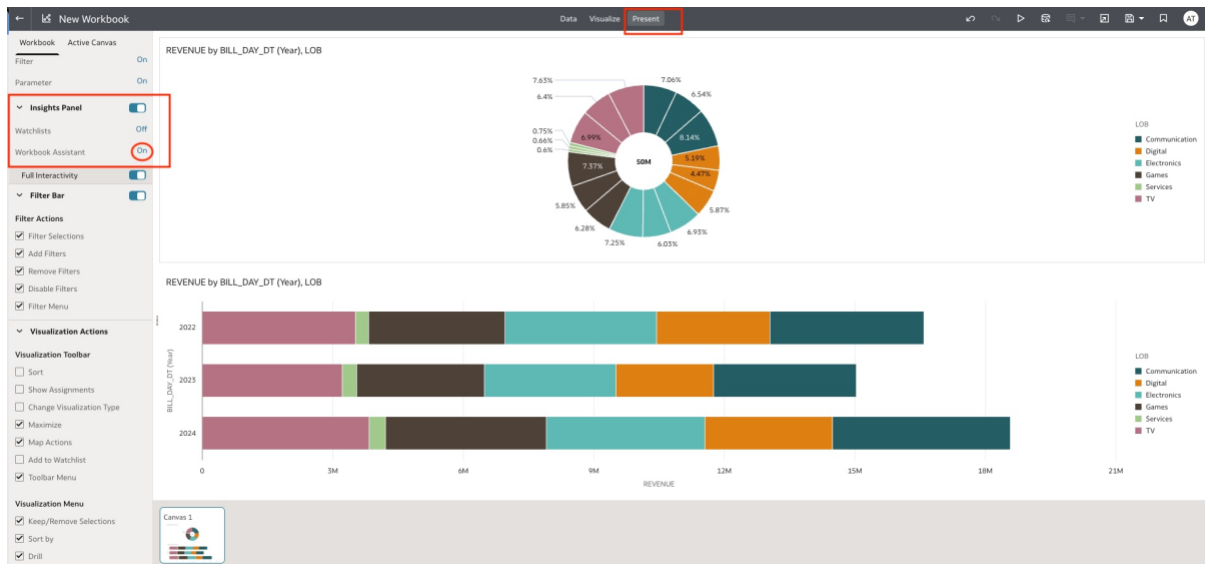 New Workbook
Data Visualize Present
AT
Workbook Active Canvas
Filter On
Parameter On
Insights Panel
Watchlists Off
Workbook Assistant On
Full Interactivity
Filter Bar
Filter Actions
Filter Selections
Add Filters
Remove Filters
Disable Filters
Filter Menu
Visualization Actions
Visualization Toolbar
Sort
Show Assignments
Change Visualization Type
Maximize
Map Actions
Add to Watchlist
Toolbar Menu
Visualization Menu
Keep/Remove Selections
Sort by
Drill
REVENUE by BILL_DAY_DT (Year), LOB
7.63% 7.06%
6.4% 6.54%
0.75% 6.99% 8.14%
0.66%
0.6% 50M 5.19%
7.37% 4.47%
5.85% 5.87%
6.28% 6.93%
7.25% 6.03%
LOB
Communication
Digital
Electronics
Games
Services
TV
REVENUE by BILL_DAY_DT (Year), LOB
BILL_DAY_DT (Year)
2022
2023
2024
0 3M 6M 9M 12M 15M 18M 21M
REVENUE
LOB
Communication
Digital
Electronics
Games
Services
TV
Canvas 1